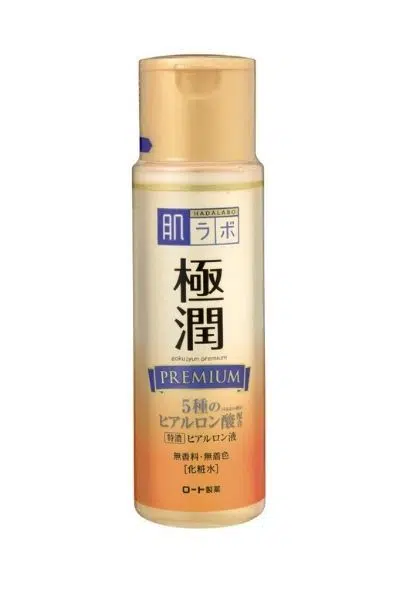 HADALABO
肌ラボ
極
潤
gokujyun premium
PREMIUM
5種の
ヒアルロン酸配合
特濃 ヒアルロン液
無香料・無着色
[化粧水]
ロート製薬